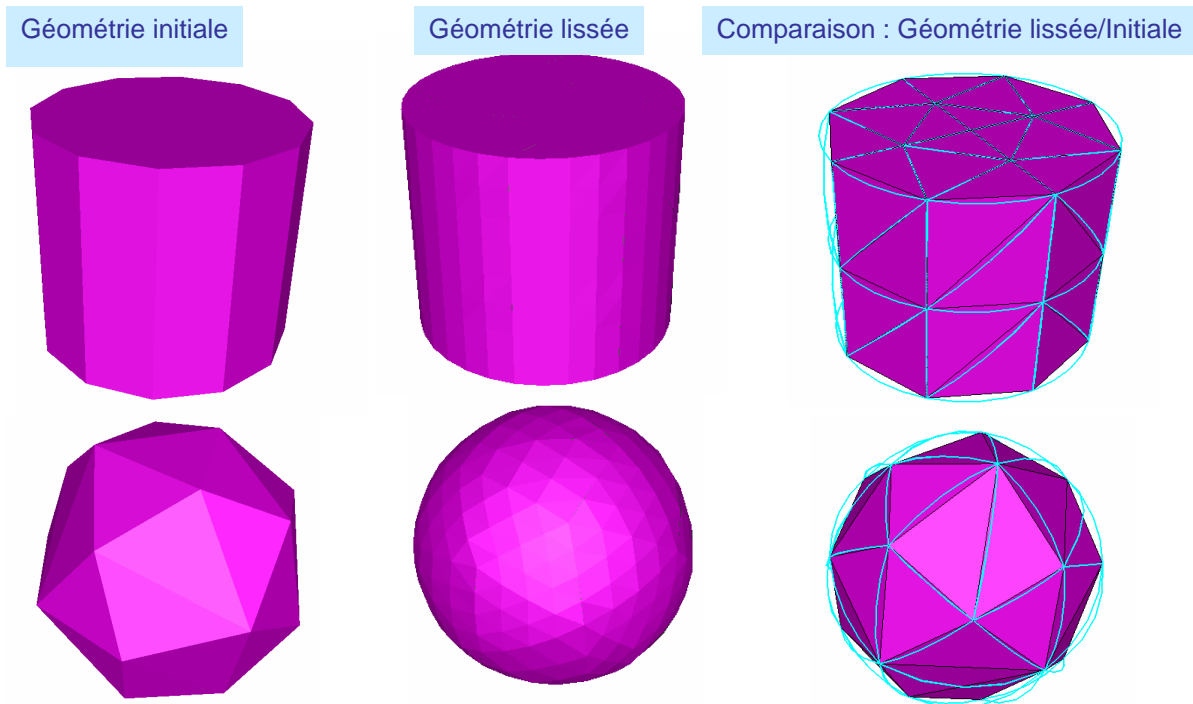 Géométrie initiale
Géométrie lissée
Comparaison : Géométrie lissée/Initiale